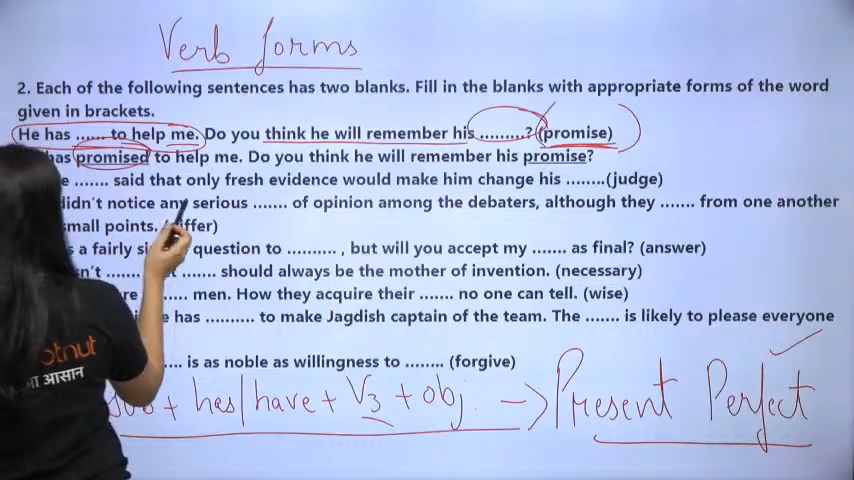 Verb forms
2. Each of the following sentences has two blanks. Fill in the blanks with appropriate forms of the word
given in brackets.
He has ...... to help me. Do you think he will remember his .........? (promise)
has promised to help me. Do you think he will remember his promise?
....... said that only fresh evidence would make him change his ........(judge)
didn't notice any serious ....... of opinion among the debaters, although they ....... from one another
small points.
a fairly question to .......... , but will you accept my ....... as final? (answer)
....... ....... should always be the mother of invention. (necessary)
...... men. How they acquire their ....... no one can tell. (wise)
has .......... to make Jagdish captain of the team. The ....... is likely to please everyone
.... is as noble as willingness to ........ (forgive)
+ has/have + V3 + obj. → Present Perfect
आसान